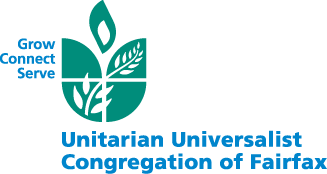 Grow
Connect
Serve
Unitarian Universalist
Congregation of Fairfax